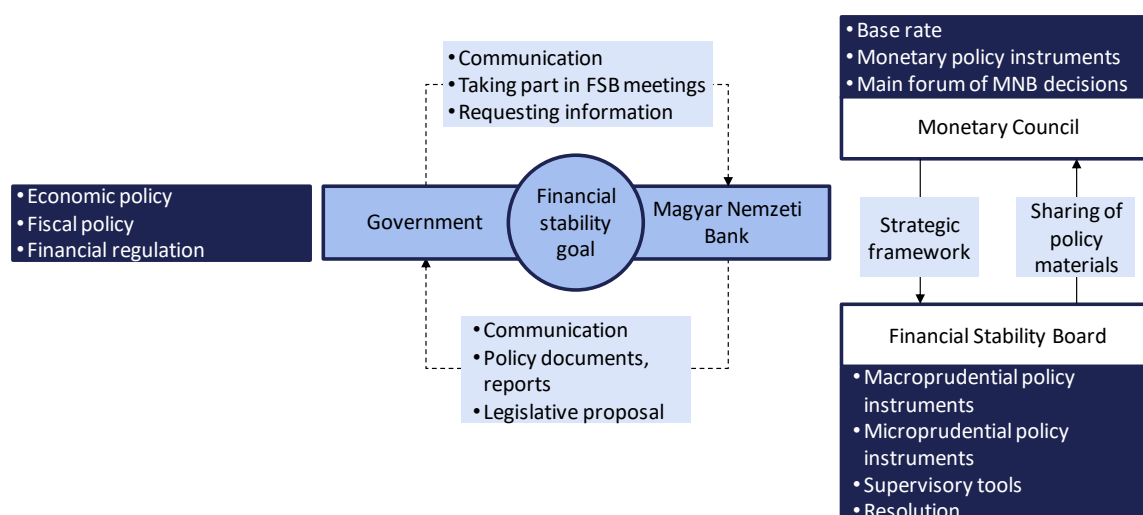 • Communication
• Taking part in FSB meetings
• Requesting information
• Economic policy
• Fiscal policy
• Financial regulation
Government
Financial
stability
goal
Magyar Nemzeti
Bank
• Communication
• Policy documents,
reports
• Legislative proposal
• Base rate
• Monetary policy instruments
• Main forum of MNB decisions
Monetary Council
Strategic
framework
Sharing of
policy
materials
Financial Stability Board
• Macroprudential policy
instruments
• Microprudential policy
instruments
• Supervisory tools
• Resolution